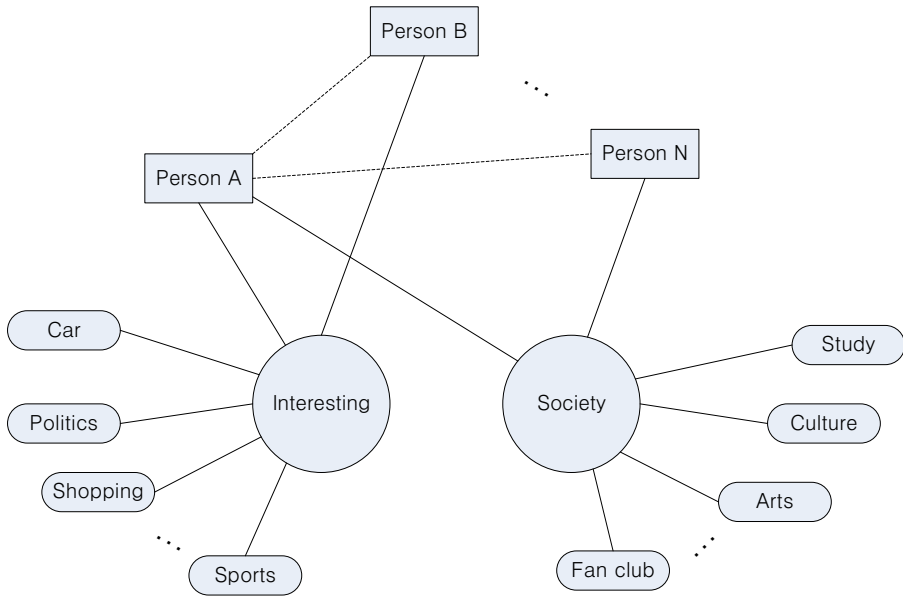 Person B
Person N
Person A
Car
Study
Interesting
Society
Politics
Culture
Shopping
Arts
Sports
Fan club